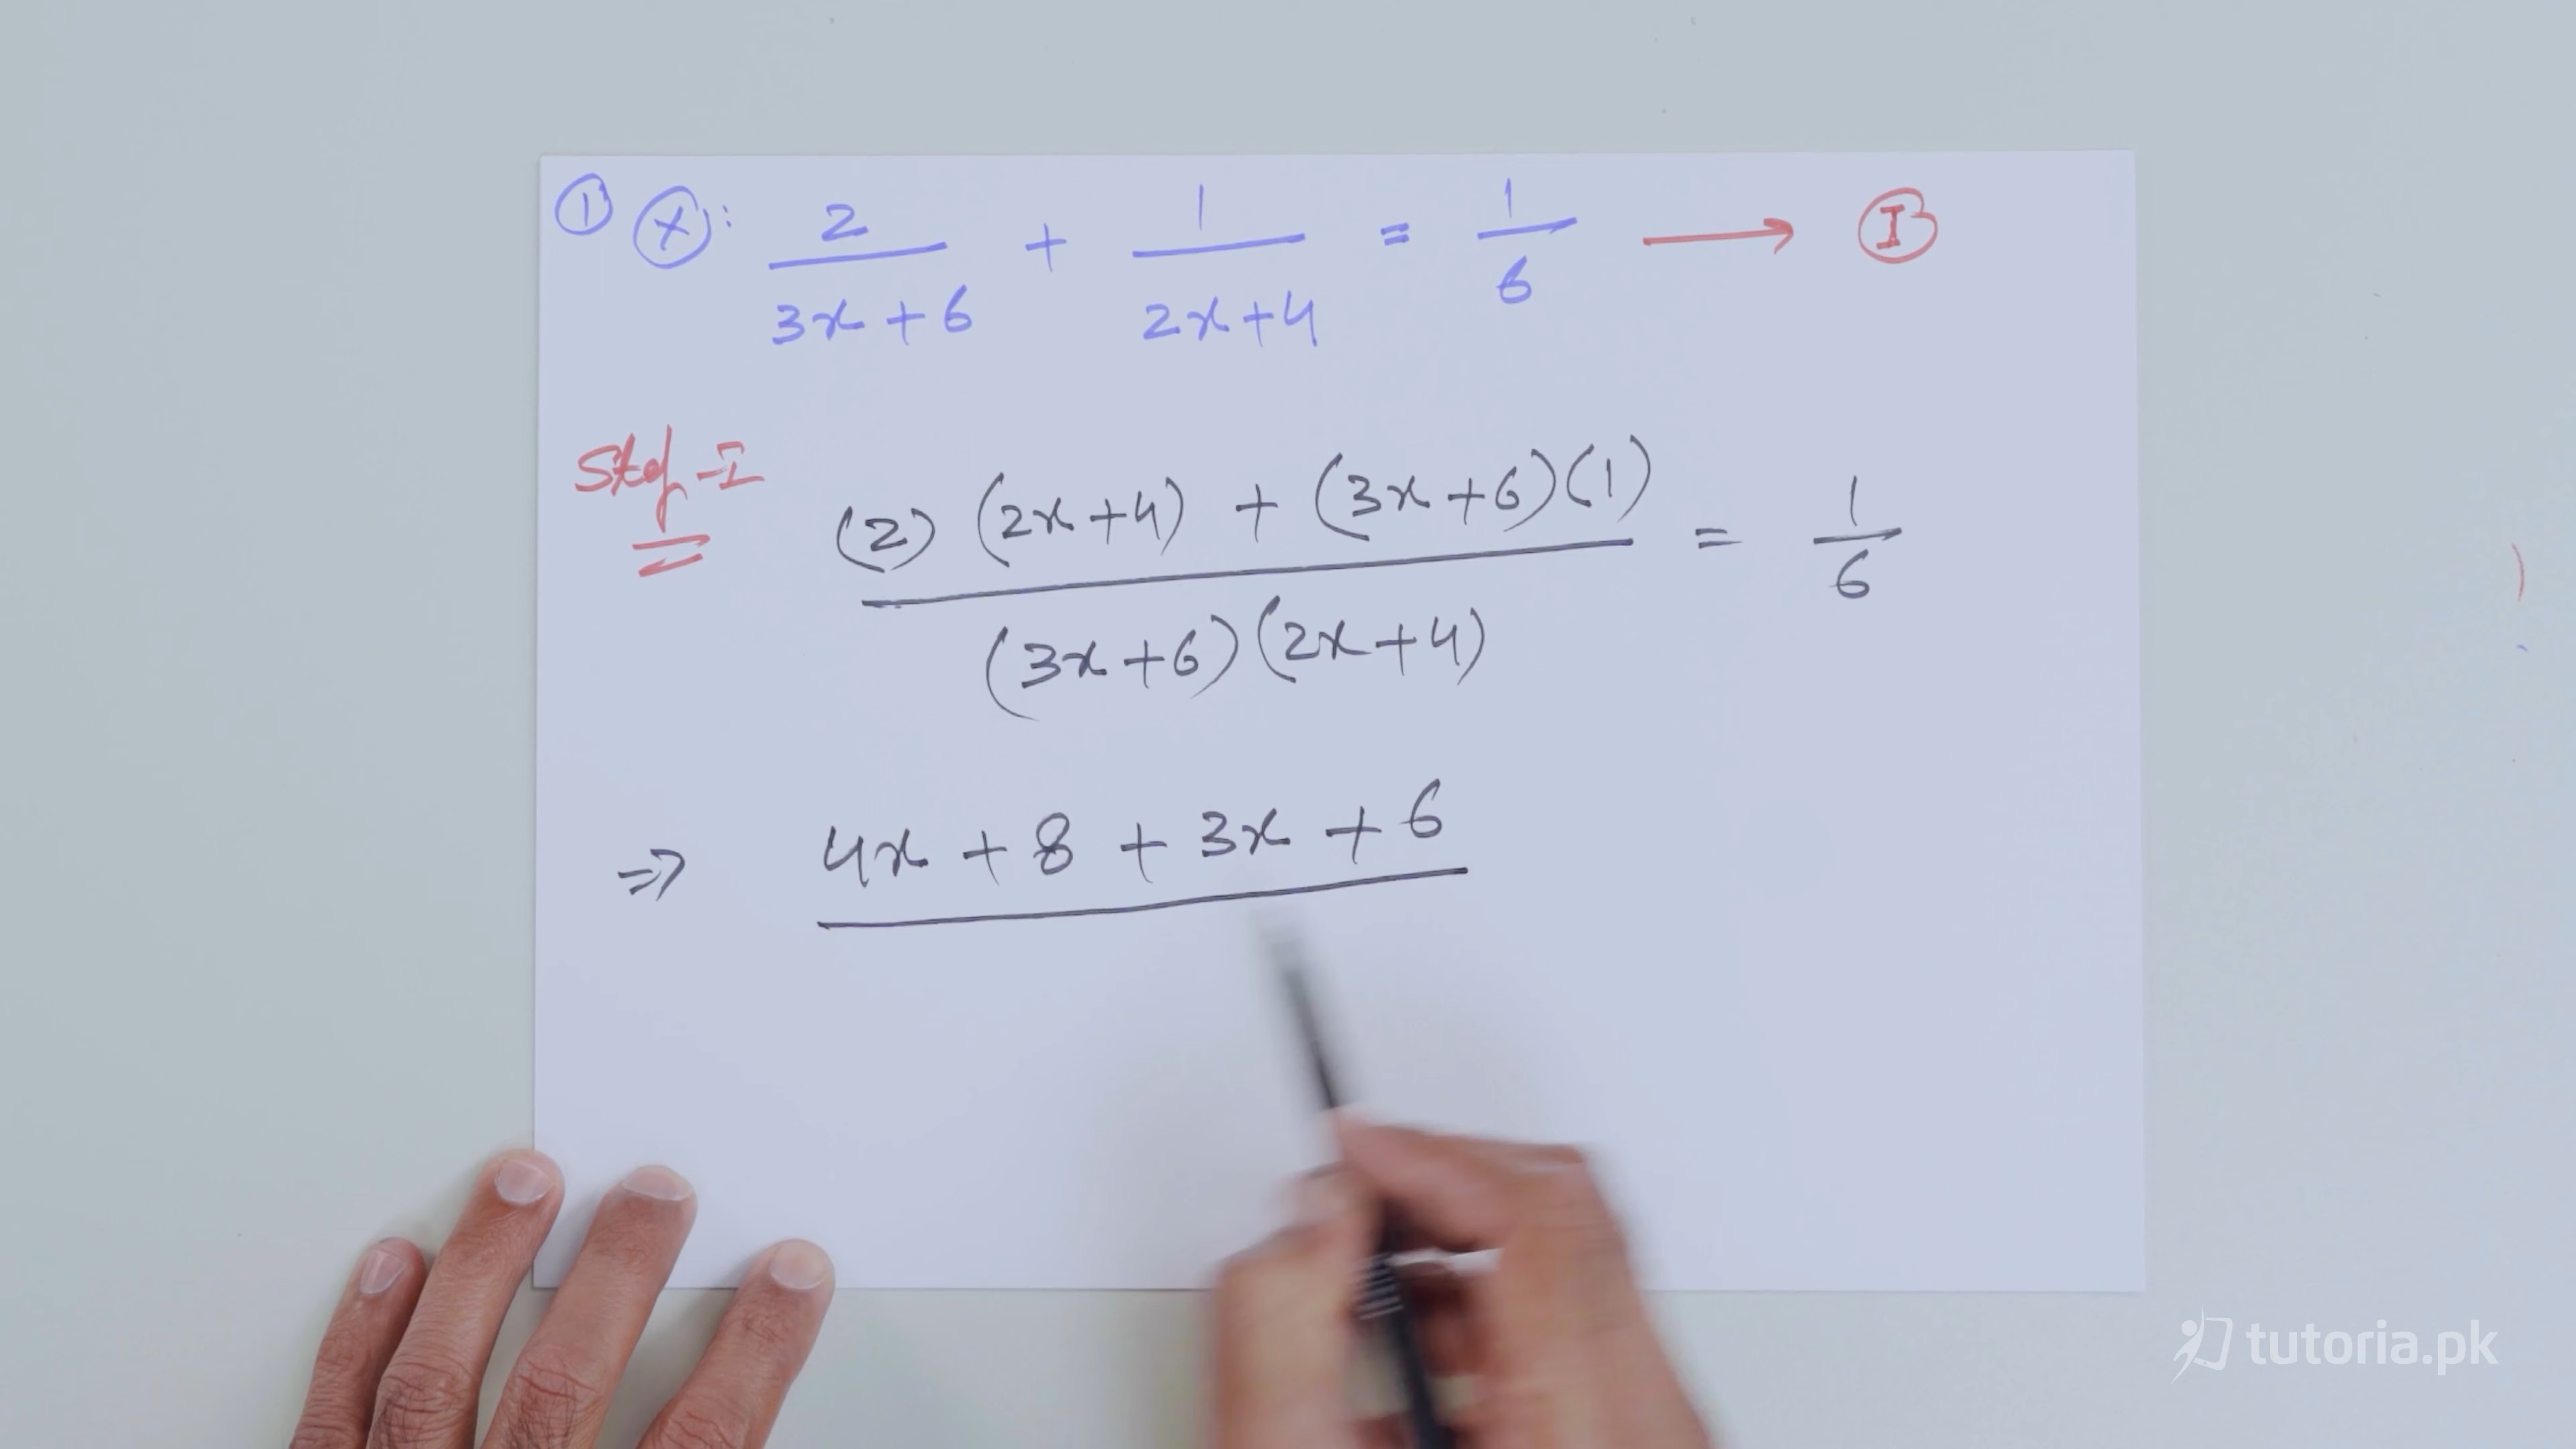 ① ⓧ: 2/(3x+6) + 1/(2x+4) = 1/6 ⟶ Ⓘ
Step-I
((2)(2x+4) + (3x+6)(1))/((3x+6)(2x+4)) = 1/6
⇒ 4x + 8 + 3x + 6
tutoria.pk